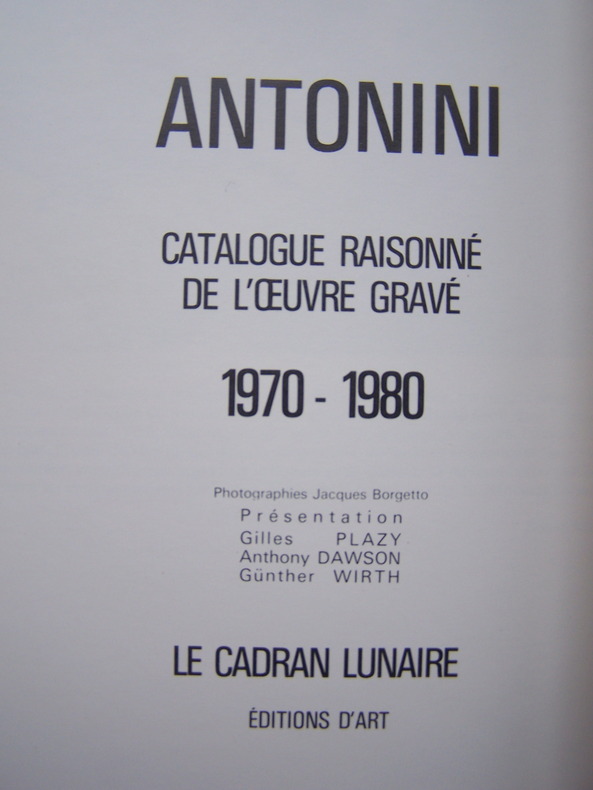 ANTONINI
CATALOGUE RAISONNÉ
DE L'ŒUVRE GRAVÉ
1970 - 1980
Photographies Jacques Borgetto
Présentation
Gilles PLAZY
Anthony DAWSON
Günther WIRTH
LE CADRAN LUNAIRE
ÉDITIONS D'ART